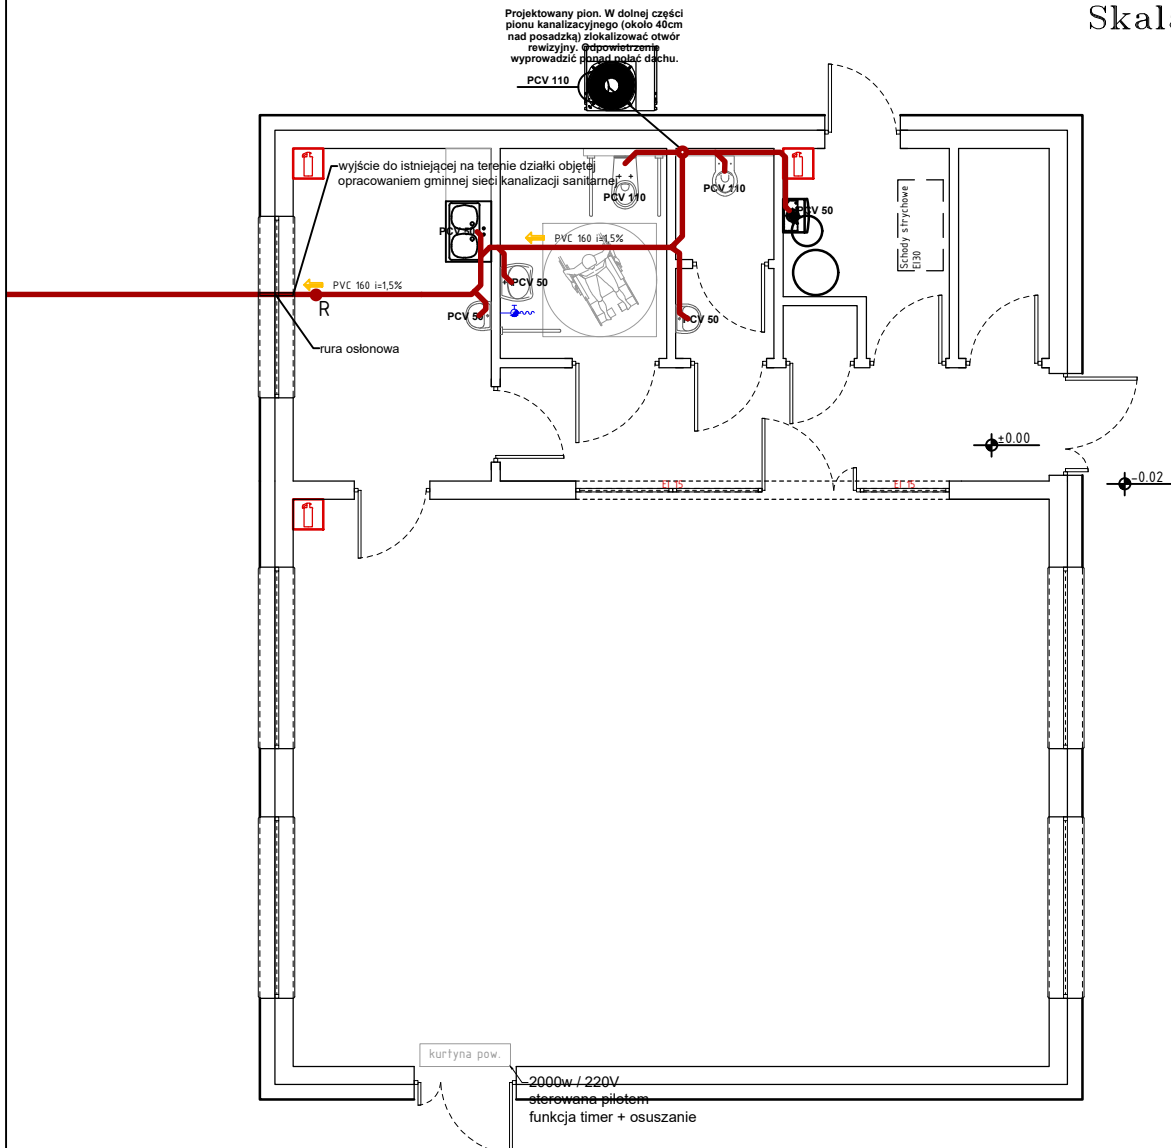 Skala
Projektowany pion. W dolnej części
pionu kanalizacyjnego (około 40cm
nad posadzką) zlokalizować otwór
rewizyjny. Odpowietrzenie
wyprowadzić ponad połać dachu.
PCV 110
wyjście do istniejącej na terenie działki objętej
opracowaniem gminnej sieci kanalizacji sanitarnej
PCV 110
PCV 110
PCV 50
Schody strychowe
EI30
PCV 50
PVC 160 i=1,5%
PCV 50
PVC 160 i=1,5%
R
PCV 50
PCV 50
rura osłonowa
±0.00
-0.02
EI 15
EI 15
kurtyna pow.
2000w / 220V
sterowana pilotem
funkcja timer + osuszanie